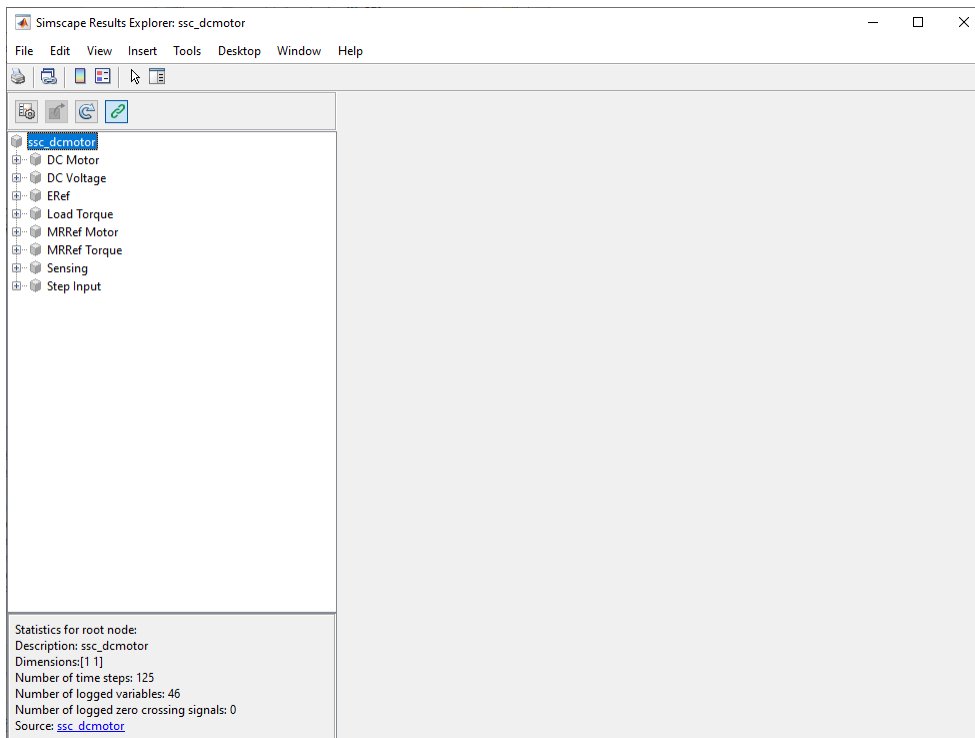 Simscape Results Explorer: ssc_dcmotor
File Edit View Insert Tools Desktop Window Help
ssc_dcmotor
DC Motor
DC Voltage
ERef
Load Torque
MRRef Motor
MRRef Torque
Sensing
Step Input
Statistics for root node:
Description: ssc_dcmotor
Dimensions:[1 1]
Number of time steps: 125
Number of logged variables: 46
Number of logged zero crossing signals: 0
Source: ssc_dcmotor